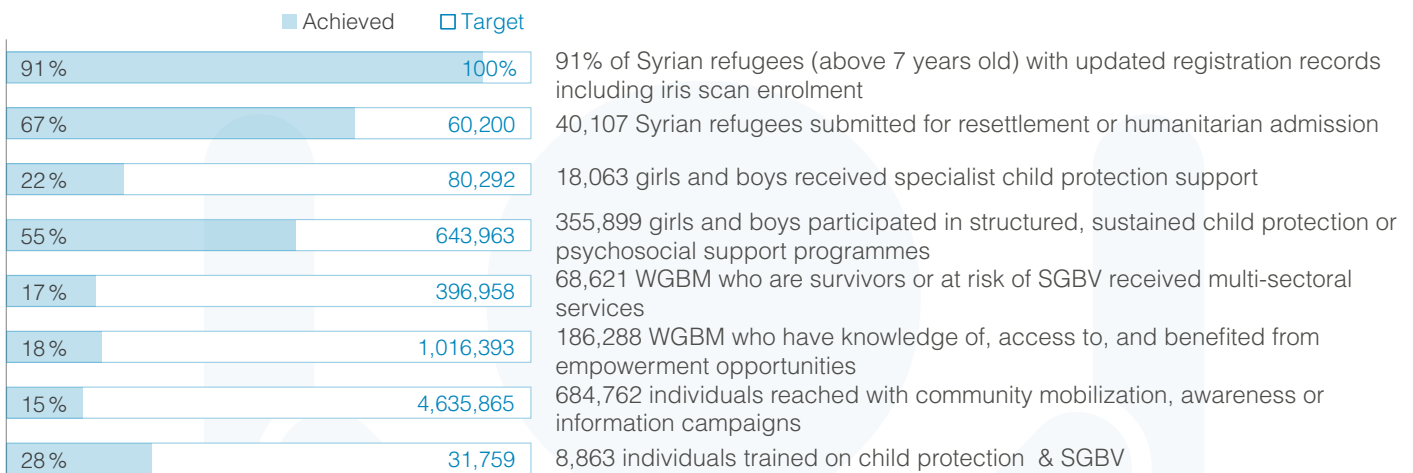 Achieved Target
91% 100% 91% of Syrian refugees (above 7 years old) with updated registration records
including iris scan enrolment
67% 60,200 40,107 Syrian refugees submitted for resettlement or humanitarian admission
22% 80,292 18,063 girls and boys received specialist child protection support
55% 643,963 355,899 girls and boys participated in structured, sustained child protection or
psychosocial support programmes
17% 396,958 68,621 WGBM who are survivors or at risk of SGBV received multi-sectoral
services
18% 1,016,393 186,288 WGBM who have knowledge of, access to, and benefited from
empowerment opportunities
15% 4,635,865 684,762 individuals reached with community mobilization, awareness or
information campaigns
28% 31,759 8,863 individuals trained on child protection & SGBV